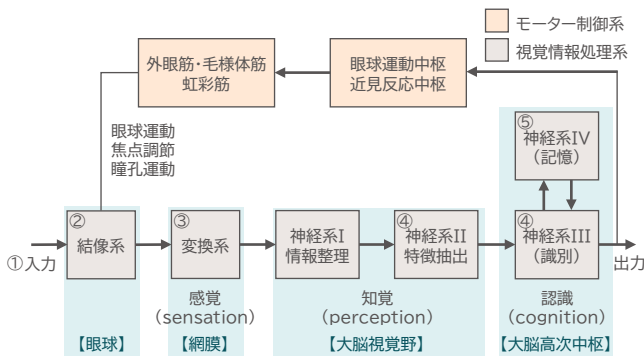 モーター制御系
視覚情報処理系
外眼筋・毛様体筋
虹彩筋
眼球運動中枢
近見反応中枢
眼球運動
焦点調節
瞳孔運動
⑤
神経系IV
(記憶)
①入力
②
結像系
③
変換系
神経系I
情報整理
④
神経系II
特徴抽出
④
神経系III
(識別)
出力
感覚
(sensation)
知覚
(perception)
認識
(cognition)
【眼球】
【網膜】
【大脳視覚野】
【大脳高次中枢】